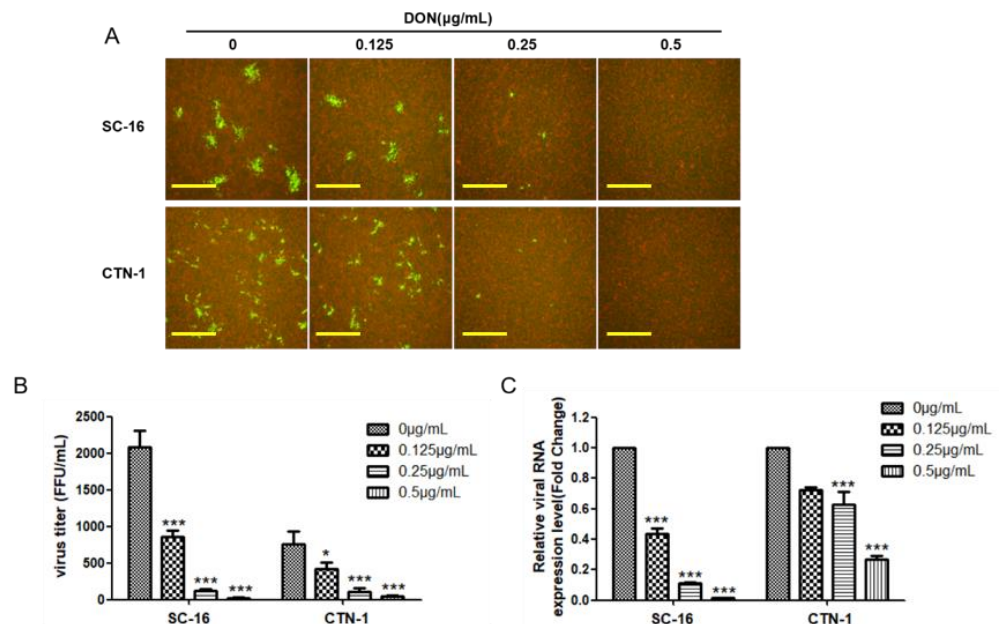 DON(µg/mL)
A
0 0.125 0.25 0.5
SC-16
CTN-1
B
virus titer (FFU/mL)
2500
2000
1500
1000
500
0
0µg/mL
0.125µg/mL
0.25µg/mL
0.5µg/mL
***
***
***
*
***
***
SC-16 CTN-1
C
Relative viral RNA
expression level(Fold Change)
1.2
1.0
0.8
0.6
0.4
0.2
0.0
0µg/mL
0.125µg/mL
0.25µg/mL
0.5µg/mL
***
***
***
***
***
SC-16 CTN-1